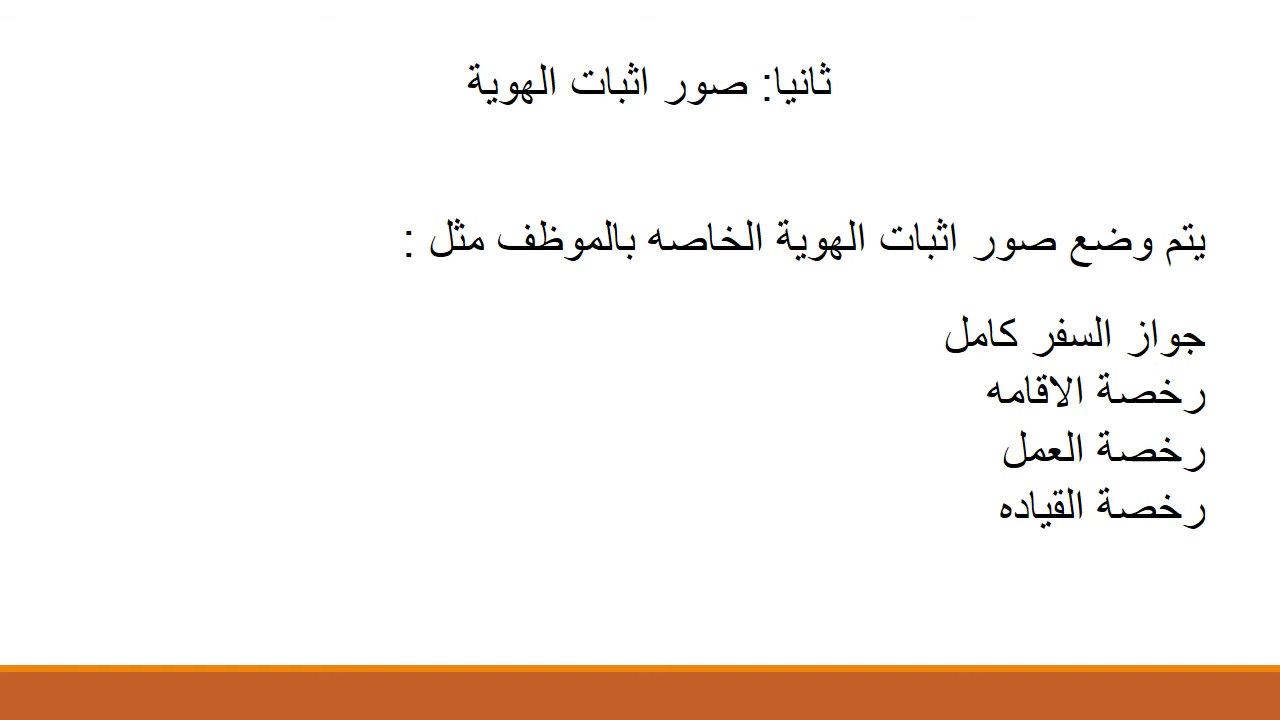 ثانيا: صور اثبات الهوية
يتم وضع صور اثبات الهوية الخاصه بالموظف مثل :
جواز السفر كامل
رخصة الاقامه
رخصة العمل
رخصة القياده